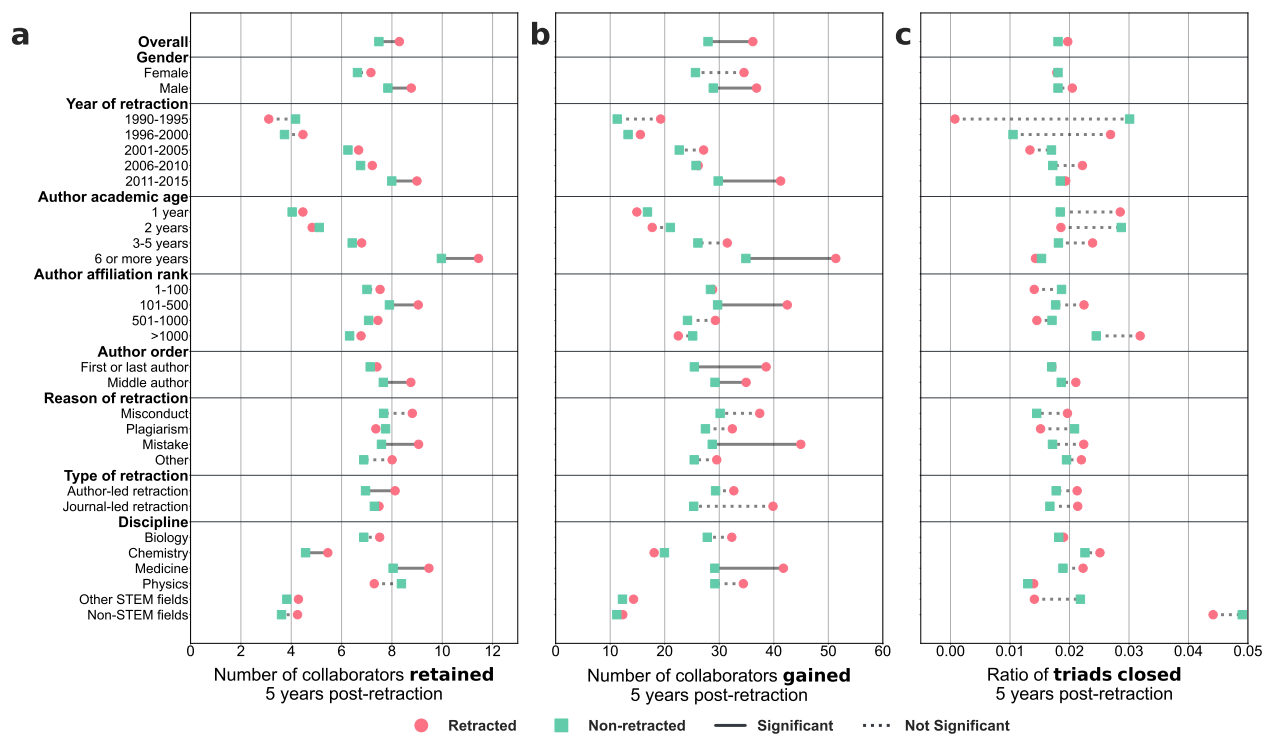 a
b
c
Overall
Gender
Female
Male
Year of retraction
1990-1995
1996-2000
2001-2005
2006-2010
2011-2015
Author academic age
1 year
2 years
3-5 years
6 or more years
Author affiliation rank
1-100
101-500
501-1000
>1000
Author order
First or last author
Middle author
Reason of retraction
Misconduct
Plagiarism
Mistake
Other
Type of retraction
Author-led retraction
Journal-led retraction
Discipline
Biology
Chemistry
Medicine
Physics
Other STEM fields
Non-STEM fields
0 2 4 6 8 10 12
Number of collaborators retained
5 years post-retraction
0 10 20 30 40 50 60
Number of collaborators gained
5 years post-retraction
0.00 0.01 0.02 0.03 0.04 0.05
Ratio of triads closed
5 years post-retraction
Retracted Non-retracted Significant Not Significant